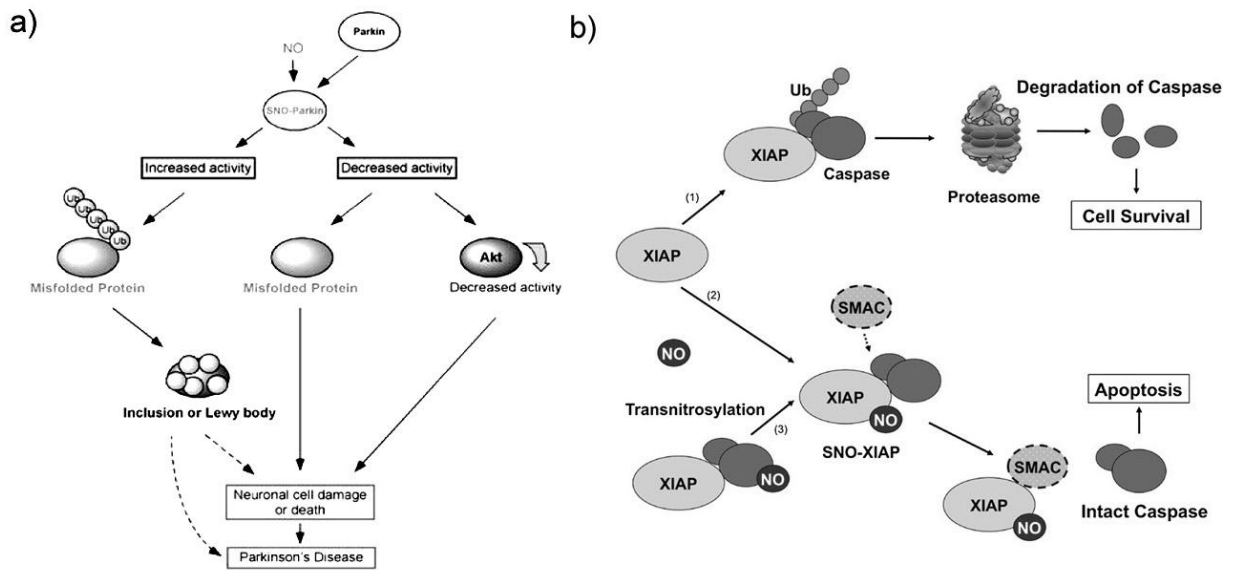 a)
NO
Parkin
SNO-Parkin
Increased activity
Decreased activity
Ub
Ub
Ub
Ub
Ub
Misfolded Protein
Misfolded Protein
Akt
Decreased activity
Inclusion or Lewy body
Neuronal cell damage
or death
Parkinson's Disease
b)
Ub
XIAP
Caspase
Proteasome
Degradation of Caspase
Cell Survival
(1)
XIAP
(2)
NO
SMAC
XIAP
NO
SNO-XIAP
Transnitrosylation
(3)
XIAP
NO
SMAC
XIAP
NO
Apoptosis
Intact Caspase